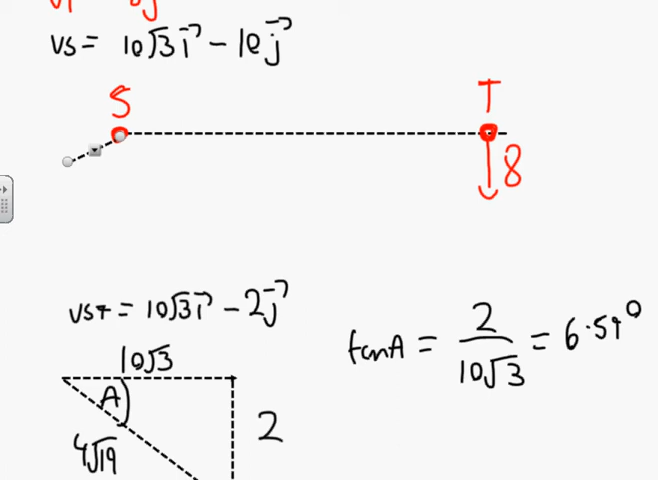 vs = 10√3 i⃗ - 10 j⃗
S
T
8
vst = 10√3 i⃗ - 2 j⃗
tanA = 2 / 10√3 = 6.59°
10√3
A
2
4√19